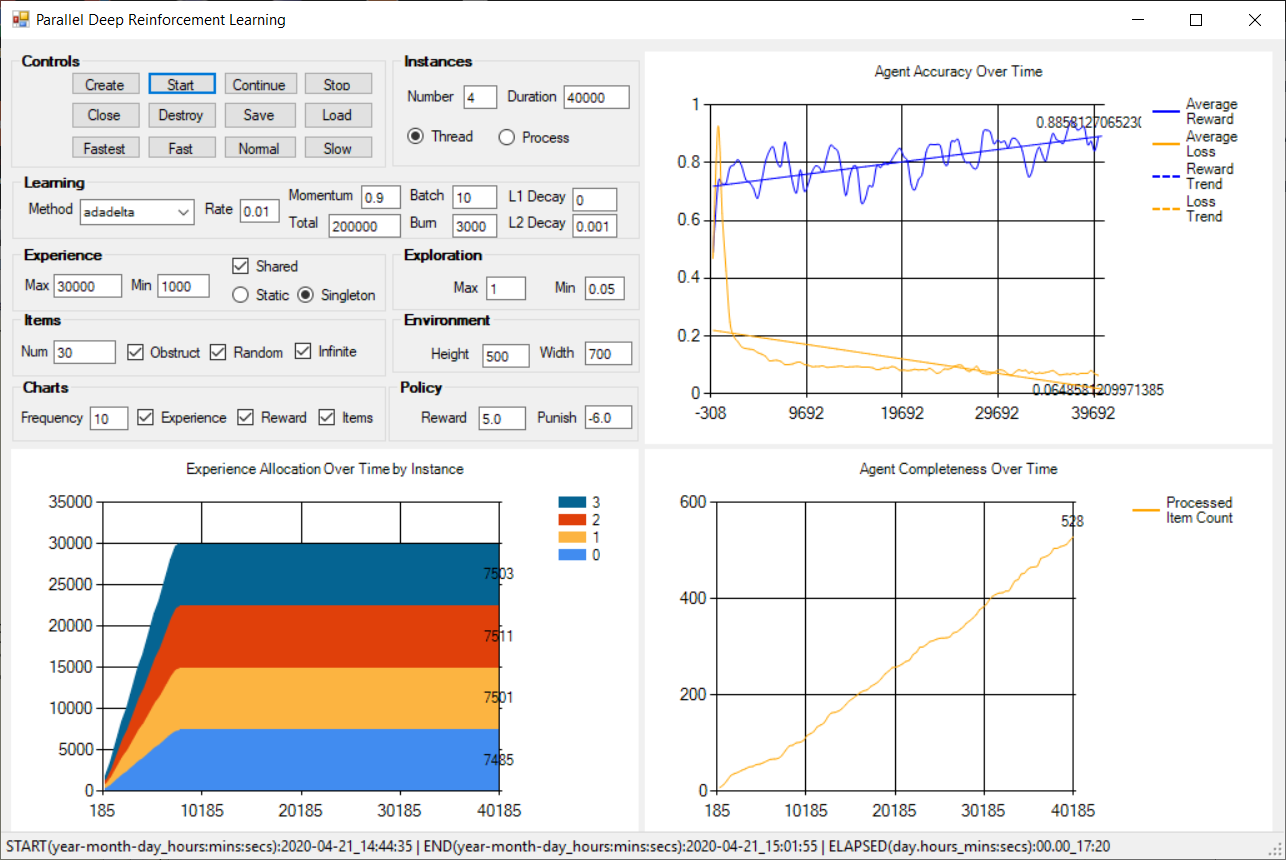 Parallel Deep Reinforcement Learning
Controls
Create Start Continue Stop
Close Destroy Save Load
Fastest Fast Normal Slow
Instances
Number 4 Duration 40000
Thread Process
Learning
Method adadelta Rate 0.01
Momentum 0.9 Batch 10 L1 Decay 0
Total 200000 Burn 3000 L2 Decay 0.001
Experience
Max 30000 Min 1000
Shared
Static Singleton
Exploration
Max 1 Min 0.05
Items
Num 30 Obstruct Random Infinite
Environment
Height 500 Width 700
Charts
Frequency 10 Experience Reward Items
Policy
Reward 5.0 Punish -6.0
Agent Accuracy Over Time
1
0.8
0.6
0.4
0.2
0
-308 9692 19692 29692 39692
0.8858127065230
0.0648581209971385
Average
Reward
Average
Loss
Reward
Trend
Loss
Trend
Experience Allocation Over Time by Instance
35000
30000
25000
20000
15000
10000
5000
0
185 10185 20185 30185 40185
7503
7511
7501
7485
3
2
1
0
Agent Completeness Over Time
600
400
200
0
185 10185 20185 30185 40185
528
Processed
Item Count
START(year-month-day_hours:mins:secs):2020-04-21_14:44:35 | END(year-month-day_hours:mins:secs):2020-04-21_15:01:55 | ELAPSED(day.hours_mins:secs):00.00_17:20